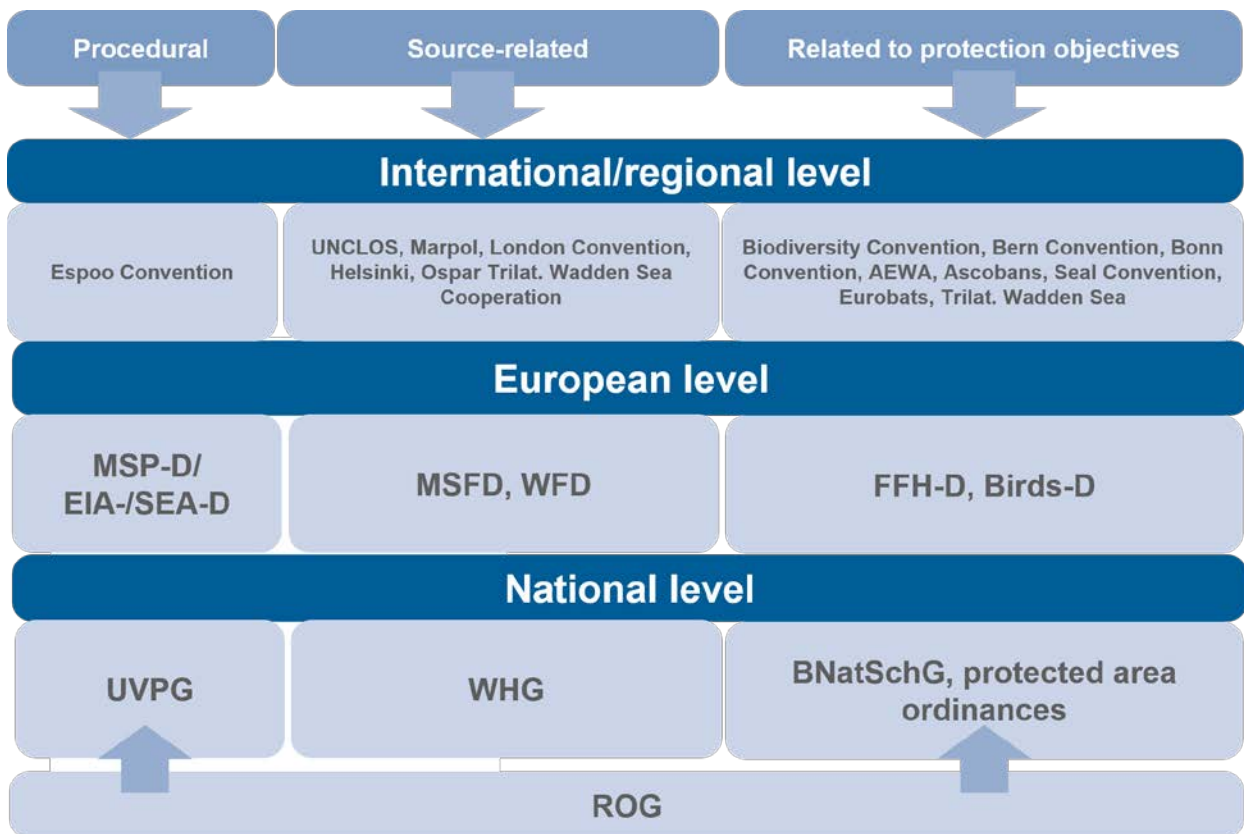 Procedural
Source-related
Related to protection objectives
International/regional level
Espoo Convention
UNCLOS, Marpol, London Convention,
Helsinki, Ospar Trilat. Wadden Sea
Cooperation
Biodiversity Convention, Bern Convention, Bonn
Convention, AEWA, Ascobans, Seal Convention,
Eurobats, Trilat. Wadden Sea
European level
MSP-D/
EIA-/SEA-D
MSFD, WFD
FFH-D, Birds-D
National level
UVPG
WHG
BNatSchG, protected area
ordinances
ROG